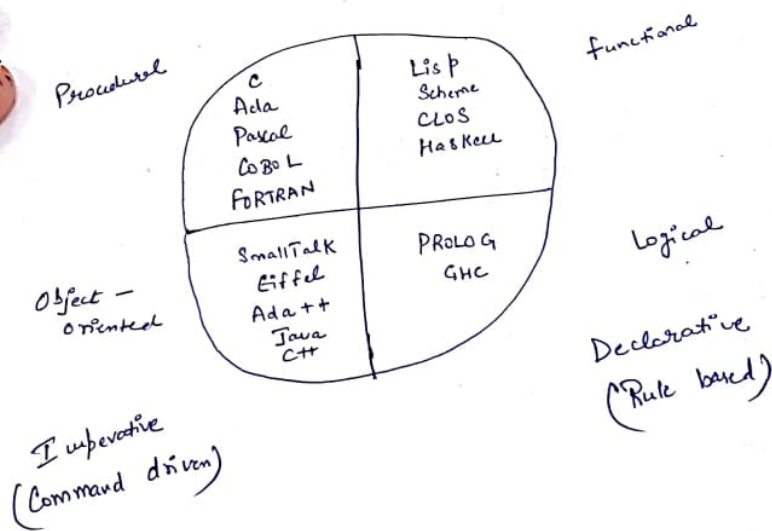 Procedural
functional
C
Ada
Pascal
COBOL
FORTRAN
Lisp
Scheme
CLOS
Haskell
Object -
oriented
SmallTalk
Eiffel
Ada++
Java
C++
PROLOG
GHC
Logical
Imperative
(Command driven)
Declarative
(Rule based)